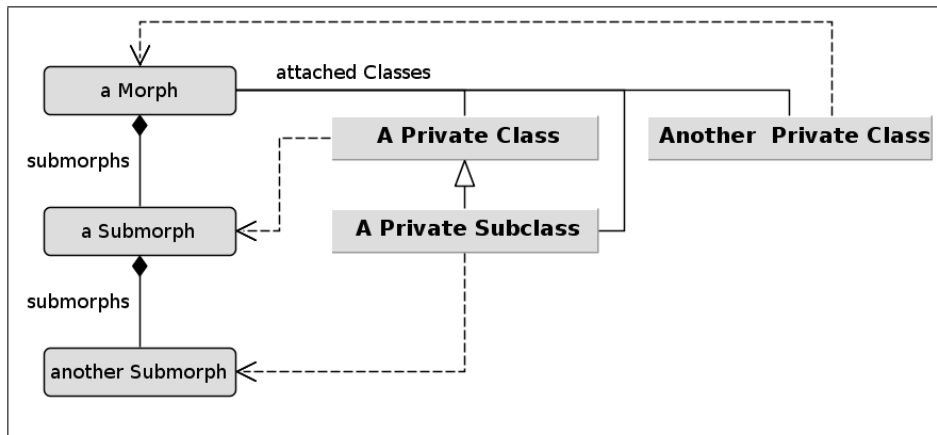 attached Classes
a Morph
A Private Class
Another  Private Class
submorphs
a Submorph
A Private Subclass
submorphs
another Submorph